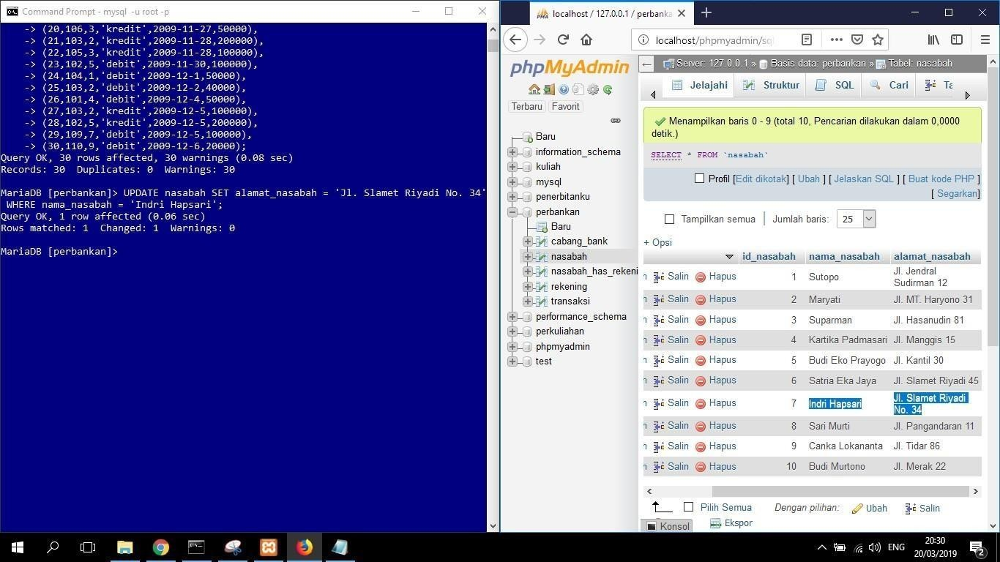 Command Prompt - mysql -u root -p
-> (20,106,3,'kredit',2009-11-27,50000),
-> (21,103,2,'kredit',2009-11-28,200000),
-> (22,105,3,'kredit',2009-11-28,100000),
-> (23,102,5,'debit',2009-11-30,100000),
-> (24,104,1,'debit',2009-12-1,50000),
-> (25,103,2,'debit',2009-12-2,40000),
-> (26,101,4,'debit',2009-12-4,50000),
-> (27,103,2,'kredit',2009-12-5,100000),
-> (28,102,5,'kredit',2009-12-5,200000),
-> (29,109,7,'debit',2009-12-5,100000),
-> (30,110,9,'debit',2009-12-6,20000);
Query OK, 30 rows affected, 30 warnings (0.08 sec)
Records: 30  Duplicates: 0  Warnings: 30
MariaDB [perbankan]> UPDATE nasabah SET alamat_nasabah = 'Jl. Slamet Riyadi No. 34'
WHERE nama_nasabah = 'Indri Hapsari';
Query OK, 1 row affected (0.06 sec)
Rows matched: 1  Changed: 1  Warnings: 0
MariaDB [perbankan]>
PMA localhost / 127.0.0.1 / perbanka
localhost/phpmyadmin/sq
phpMyAdmin
Terbaru Favorit
Baru
information_schema
kuliah
mysql
penerbitanku
perbankan
Baru
cabang_bank
nasabah
nasabah_has_rekeni
rekening
transaksi
performance_schema
perkuliahan
phpmyadmin
test
Server: 127.0.0.1 » Basis data: perbankan » Tabel: nasabah
Jelajahi Struktur SQL Cari Ta
Menampilkan baris 0 - 9 (total 10, Pencarian dilakukan dalam 0,0000
detik.)
SELECT * FROM `nasabah`
Profil [Edit dikotak] [ Ubah ] [ Jelaskan SQL ] [ Buat kode PHP ]
[ Segarkan]
Tampilkan semua | Jumlah baris: 25
+ Opsi
id_nasabah nama_nasabah alamat_nasabah
Salin Hapus 1 Sutopo Jl. Jendral
Sudirman 12
Salin Hapus 2 Maryati Jl. MT. Haryono 31
Salin Hapus 3 Suparman Jl. Hasanudin 81
Salin Hapus 4 Kartika Padmasari Jl. Manggis 15
Salin Hapus 5 Budi Eko Prayogo Jl. Kantil 30
Salin Hapus 6 Satria Eka Jaya Jl. Slamet Riyadi 45
Salin Hapus 7 Indri Hapsari Jl. Slamet Riyadi
No. 34
Salin Hapus 8 Sari Murti Jl. Pangandaran 11
Salin Hapus 9 Canka Lokananta Jl. Tidar 86
Salin Hapus 10 Budi Murtono Jl. Merak 22
Pilih Semua Dengan pilihan: Ubah Salin
Konsol Ekspor
ENG
20:30
20/03/2019
2